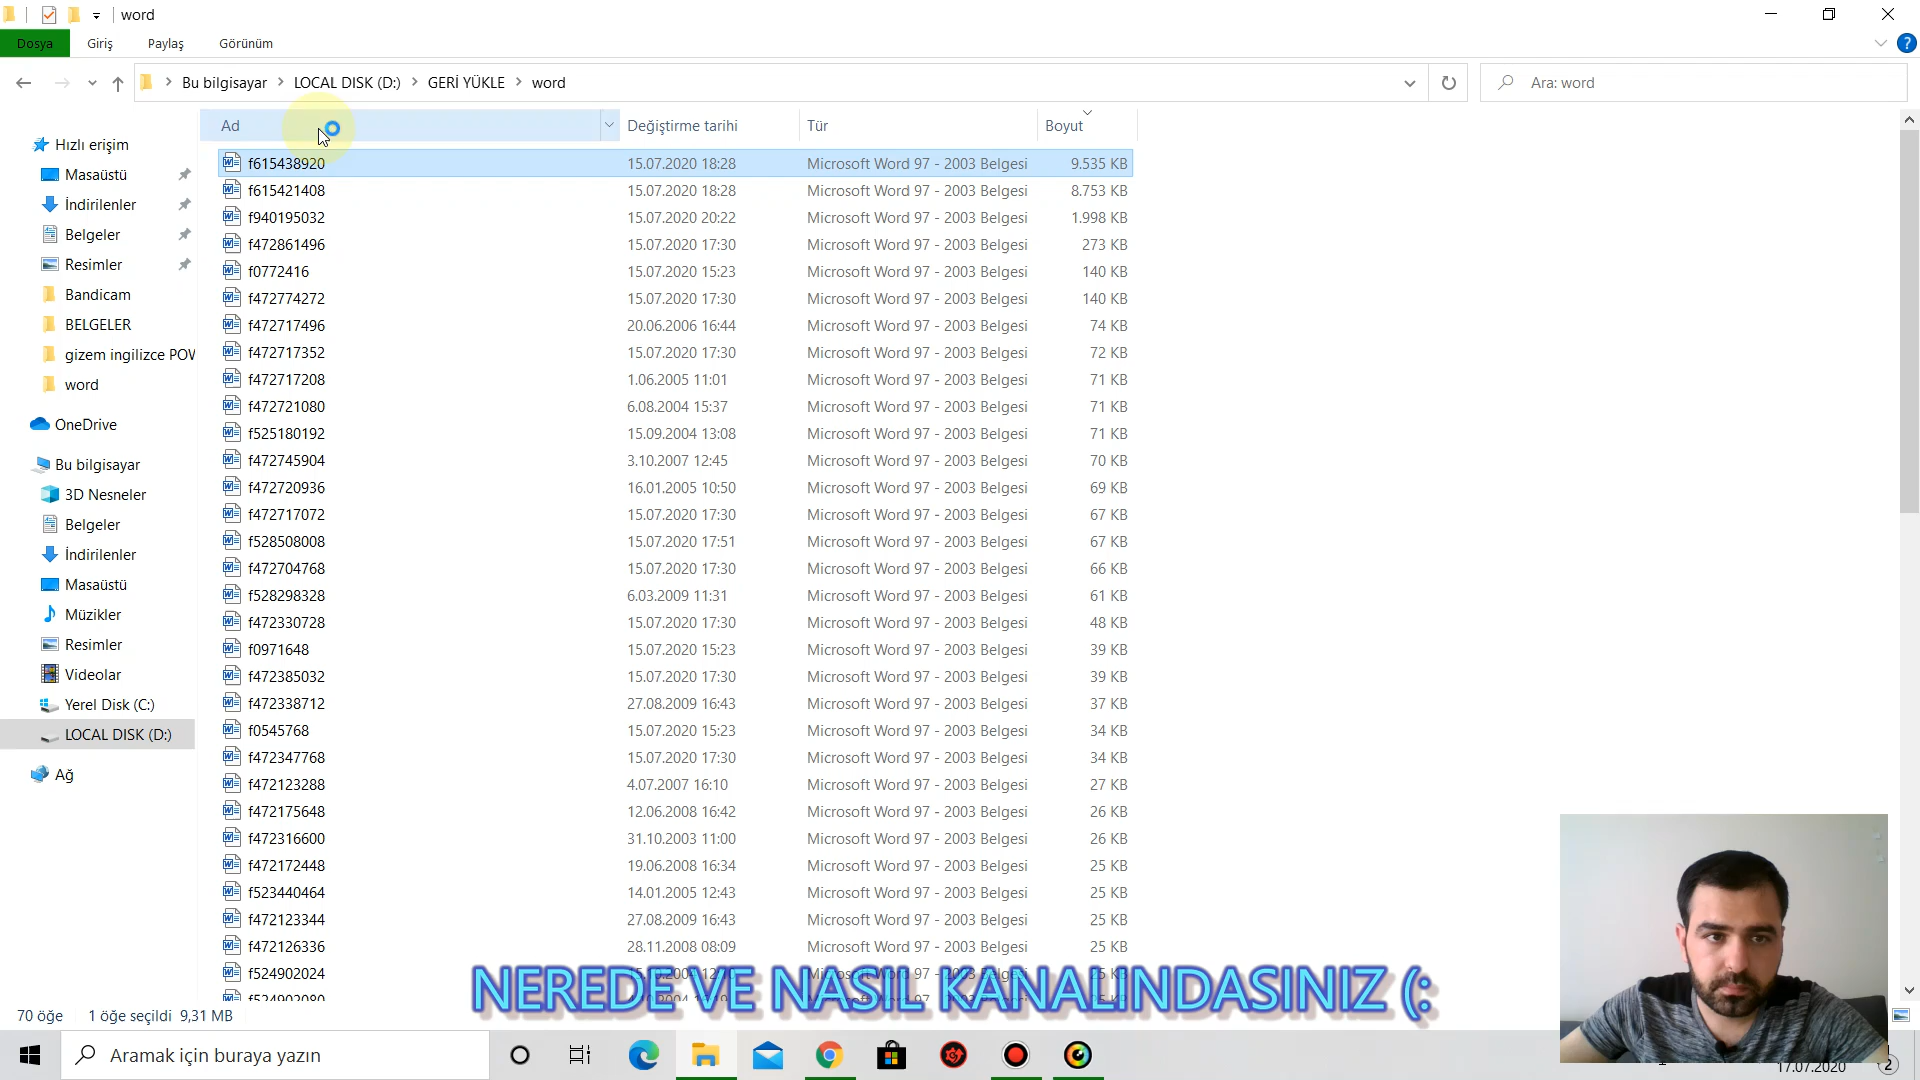 word
Dosya Giriş Paylaş Görünüm
Bu bilgisayar LOCAL DISK (D:) GERİ YÜKLE word
Ara: word
Ad Değiştirme tarihi Tür Boyut
Hızlı erişim
Masaüstü
İndirilenler
Belgeler
Resimler
Bandicam
BELGELER
gizem ingilizce POW
word
OneDrive
Bu bilgisayar
3D Nesneler
Belgeler
İndirilenler
Masaüstü
Müzikler
Resimler
Videolar
Yerel Disk (C:)
LOCAL DISK (D:)
Ağ
f615438920 15.07.2020 18:28 Microsoft Word 97 - 2003 Belgesi 9.535 KB
f615421408 15.07.2020 18:28 Microsoft Word 97 - 2003 Belgesi 8.753 KB
f940195032 15.07.2020 20:22 Microsoft Word 97 - 2003 Belgesi 1.998 KB
f472861496 15.07.2020 17:30 Microsoft Word 97 - 2003 Belgesi 273 KB
f0772416 15.07.2020 15:23 Microsoft Word 97 - 2003 Belgesi 140 KB
f472774272 15.07.2020 17:30 Microsoft Word 97 - 2003 Belgesi 140 KB
f472717496 20.06.2006 16:44 Microsoft Word 97 - 2003 Belgesi 74 KB
f472717352 15.07.2020 17:30 Microsoft Word 97 - 2003 Belgesi 72 KB
f472717208 1.06.2005 11:01 Microsoft Word 97 - 2003 Belgesi 71 KB
f472721080 6.08.2004 15:37 Microsoft Word 97 - 2003 Belgesi 71 KB
f525180192 15.09.2004 13:08 Microsoft Word 97 - 2003 Belgesi 71 KB
f472745904 3.10.2007 12:45 Microsoft Word 97 - 2003 Belgesi 70 KB
f472720936 16.01.2005 10:50 Microsoft Word 97 - 2003 Belgesi 69 KB
f472717072 15.07.2020 17:30 Microsoft Word 97 - 2003 Belgesi 67 KB
f528508008 15.07.2020 17:51 Microsoft Word 97 - 2003 Belgesi 67 KB
f472704768 15.07.2020 17:30 Microsoft Word 97 - 2003 Belgesi 66 KB
f528298328 6.03.2009 11:31 Microsoft Word 97 - 2003 Belgesi 61 KB
f472330728 15.07.2020 17:30 Microsoft Word 97 - 2003 Belgesi 48 KB
f0971648 15.07.2020 15:23 Microsoft Word 97 - 2003 Belgesi 39 KB
f472385032 15.07.2020 17:30 Microsoft Word 97 - 2003 Belgesi 39 KB
f472338712 27.08.2009 16:43 Microsoft Word 97 - 2003 Belgesi 37 KB
f0545768 15.07.2020 15:23 Microsoft Word 97 - 2003 Belgesi 34 KB
f472347768 15.07.2020 17:30 Microsoft Word 97 - 2003 Belgesi 34 KB
f472123288 4.07.2007 16:10 Microsoft Word 97 - 2003 Belgesi 27 KB
f472175648 12.06.2008 16:42 Microsoft Word 97 - 2003 Belgesi 26 KB
f472316600 31.10.2003 11:00 Microsoft Word 97 - 2003 Belgesi 26 KB
f472172448 19.06.2008 16:34 Microsoft Word 97 - 2003 Belgesi 25 KB
f523440464 14.01.2005 12:43 Microsoft Word 97 - 2003 Belgesi 25 KB
f472123344 27.08.2009 16:43 Microsoft Word 97 - 2003 Belgesi 25 KB
f472126336 28.11.2008 08:09 Microsoft Word 97 - 2003 Belgesi 25 KB
f524902024
NEREDE VE NASIL KANALINDASINIZ (:
70 öğe 1 öğe seçildi 9,31 MB
Aramak için buraya yazın
17.07.2020
2